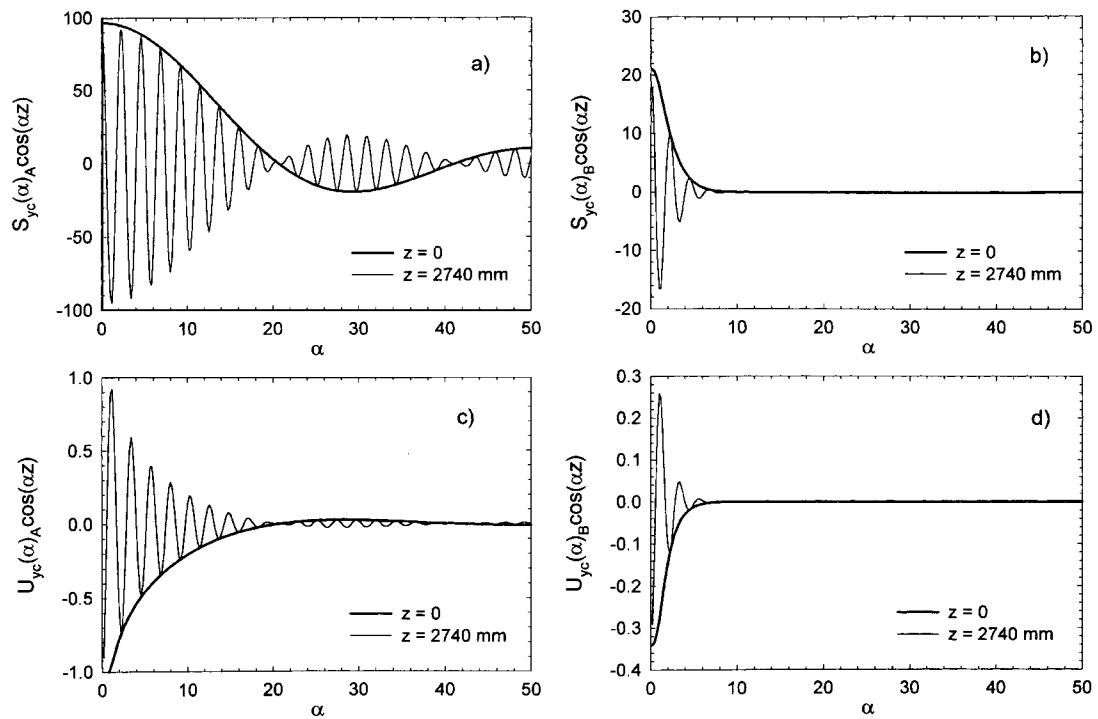 100
50
0
-50
-100
S_yc(α)_A cos(αz)
a)
z = 0
z = 2740 mm
0 10 20 30 40 50
α
30
20
10
0
-10
-20
S_yc(α)_B cos(αz)
b)
z = 0
z = 2740 mm
0 10 20 30 40 50
α
1.0
0.5
0.0
-0.5
-1.0
U_yc(α)_A cos(αz)
c)
z = 0
z = 2740 mm
0 10 20 30 40 50
α
0.3
0.2
0.1
0.0
-0.1
-0.2
-0.3
-0.4
U_yc(α)_B cos(αz)
d)
z = 0
z = 2740 mm
0 10 20 30 40 50
α